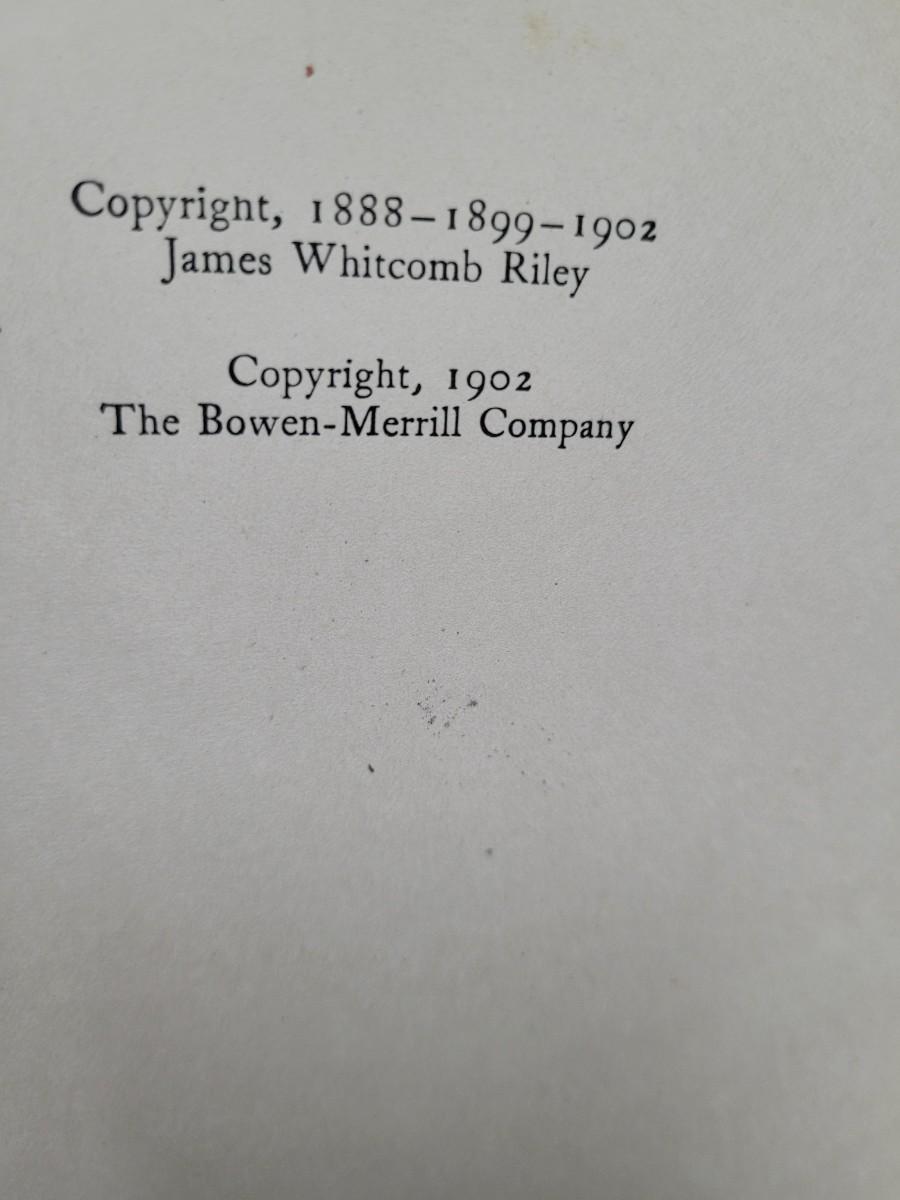 Copyright, 1888–1899–1902
James Whitcomb Riley
Copyright, 1902
The Bowen-Merrill Company